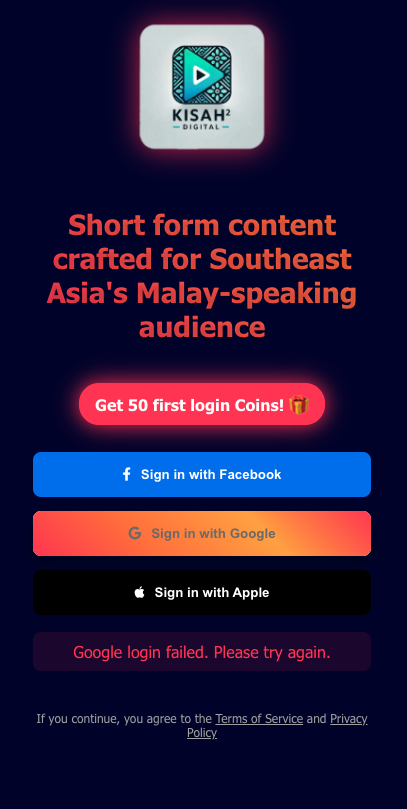 KISAH²
DIGITAL
Short form content
crafted for Southeast
Asia's Malay-speaking
audience
Get 50 first login Coins! 🎁
Sign in with Facebook
Sign in with Google
Sign in with Apple
Google login failed. Please try again.
If you continue, you agree to the Terms of Service and Privacy
Policy